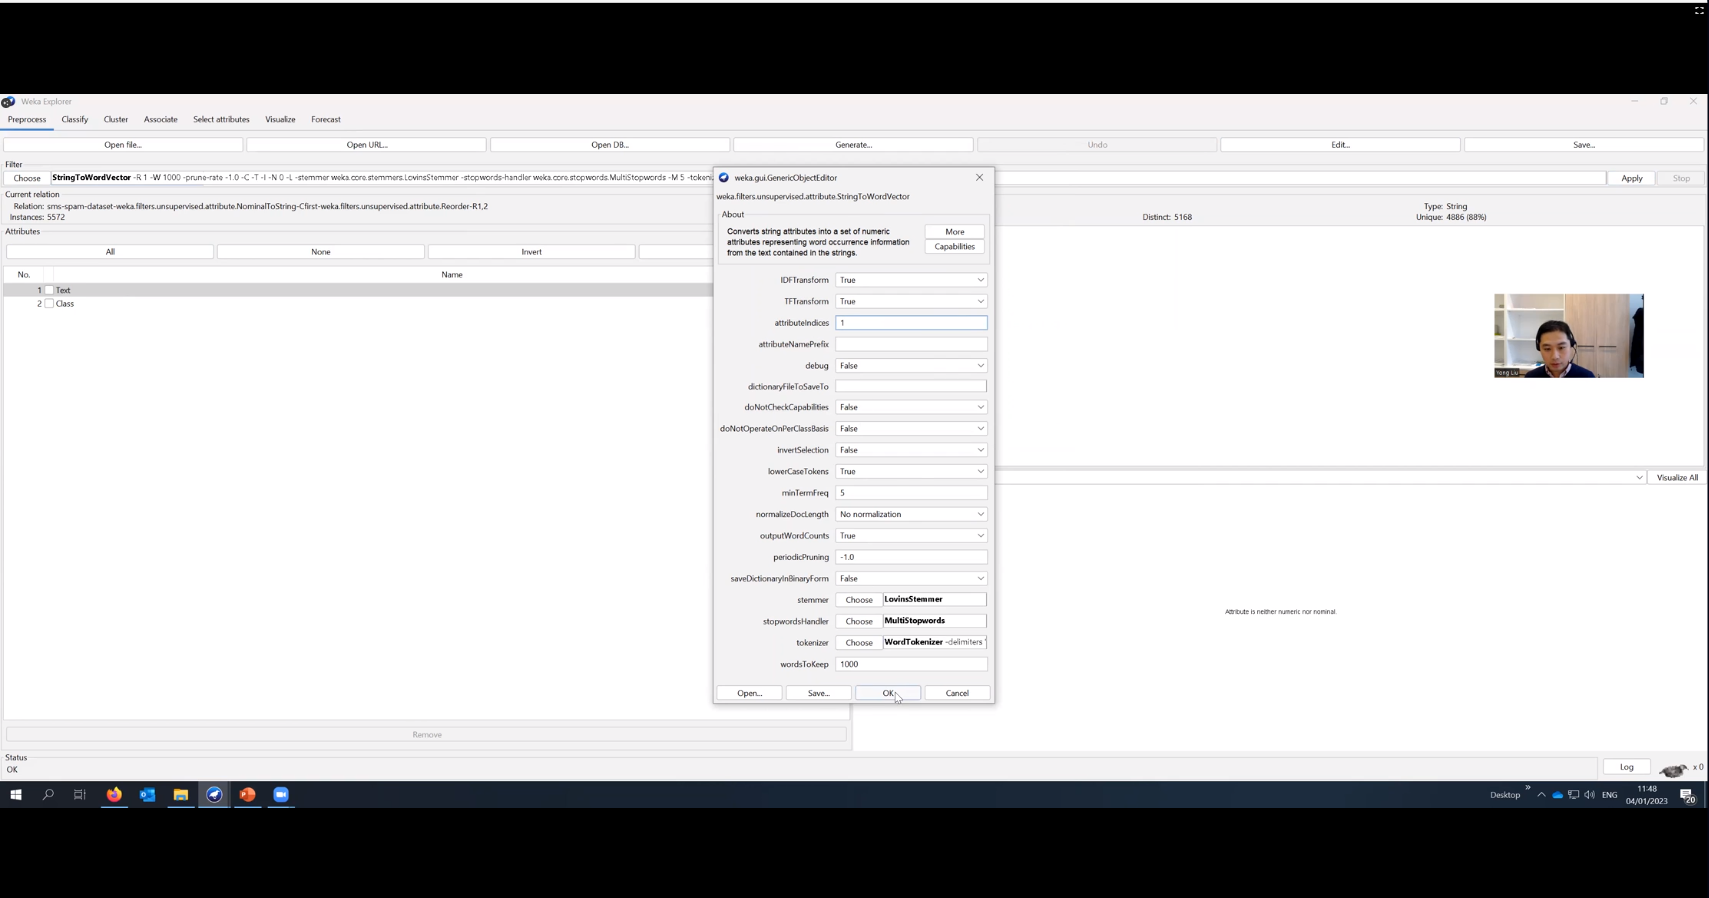 Weka Explorer
Preprocess Classify Cluster Associate Select attributes Visualize Forecast
Open file... Open URL... Open DB... Generate... Undo Edit... Save...
Filter
Choose StringToWordVector -R 1 -W 1000 -prune-rate -1.0 -C -T -I -N 0 -L -stemmer weka.core.stemmers.LovinsStemmer -stopwords-handler weka.core.stopwords.MultiStopwords -M 5 -tokeni Apply Stop
Current relation
Relation: sms-spam-dataset-weka.filters.unsupervised.attribute.NominalToString-Cfirst-weka.filters.unsupervised.attribute.Reorder-R1,2
Instances: 5572
Attributes
All None Invert
No. Name
1 Text
2 Class
Remove
Status
OK
weka.gui.GenericObjectEditor
weka.filters.unsupervised.attribute.StringToWordVector
About
Converts string attributes into a set of numeric
attributes representing word occurrence information
from the text contained in the strings.
More
Capabilities
IDFTransform True
TFTransform True
attributeIndices 1
attributeNamePrefix
debug False
dictionaryFileToSaveTo
doNotCheckCapabilities False
doNotOperateOnPerClassBasis False
invertSelection False
lowerCaseTokens True
minTermFreq 5
normalizeDocLength No normalization
outputWordCounts True
periodicPruning -1.0
saveDictionaryInBinaryForm False
stemmer Choose LovinsStemmer
stopwordsHandler Choose MultiStopwords
tokenizer Choose WordTokenizer -delimiters "
wordsToKeep 1000
Open... Save... OK Cancel
Type: String
Distinct: 5168 Unique: 4886 (88%)
Yong Liu
Visualize All
Attribute is neither numeric nor nominal.
Log x 0
Desktop ENG 11:48
04/01/2023
20